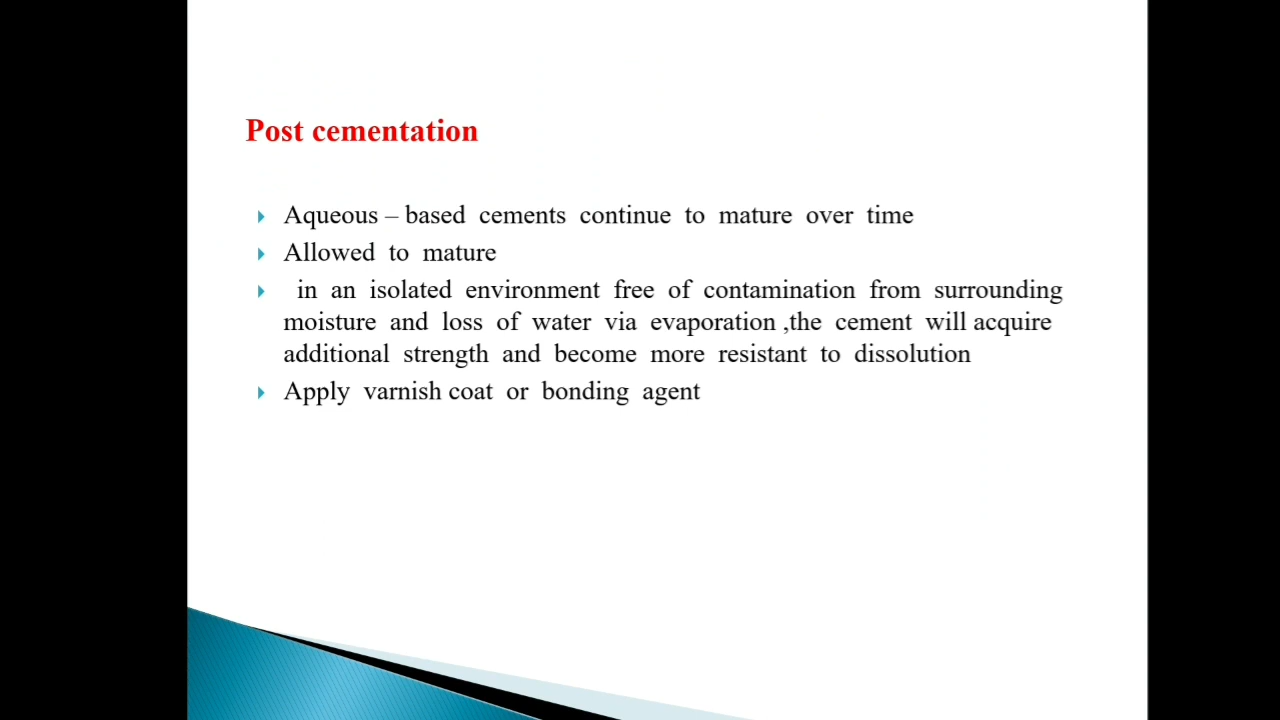 Post cementation
Aqueous – based cements continue to mature over time
Allowed to mature
in an isolated environment free of contamination from surrounding
moisture and loss of water via evaporation ,the cement will acquire
additional strength and become more resistant to dissolution
Apply varnish coat or bonding agent